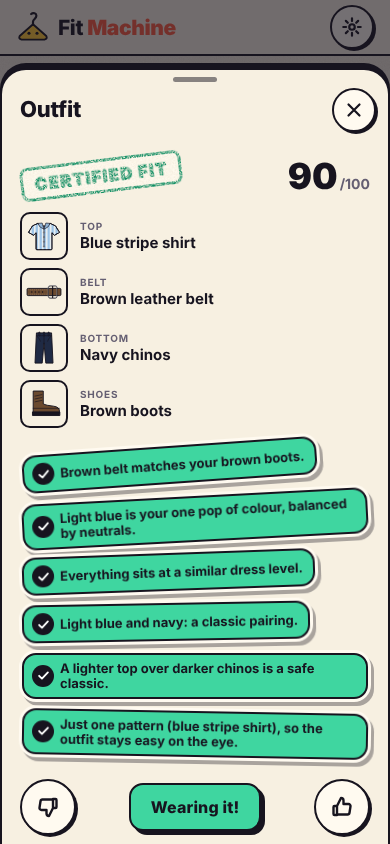 Fit Machine
Outfit
CERTIFIED FIT
90/100
TOP
Blue stripe shirt
BELT
Brown leather belt
BOTTOM
Navy chinos
SHOES
Brown boots
Brown belt matches your brown boots.
Light blue is your one pop of colour, balanced
by neutrals.
Everything sits at a similar dress level.
Light blue and navy: a classic pairing.
A lighter top over darker chinos is a safe
classic.
Just one pattern (blue stripe shirt), so the
outfit stays easy on the eye.
Wearing it!